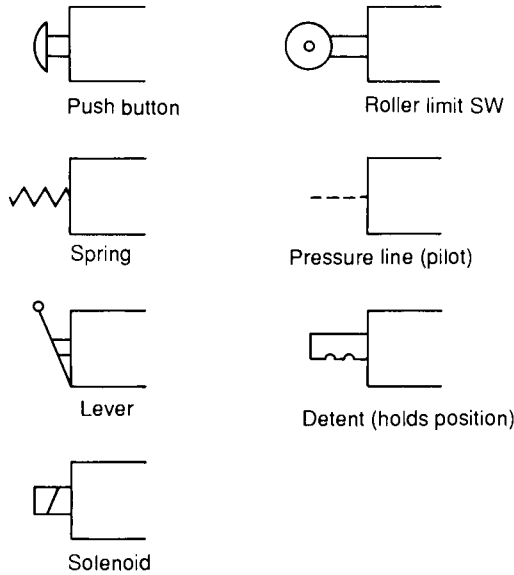 Push button
Roller limit SW
Spring
Pressure line (pilot)
Lever
Detent (holds position)
Solenoid